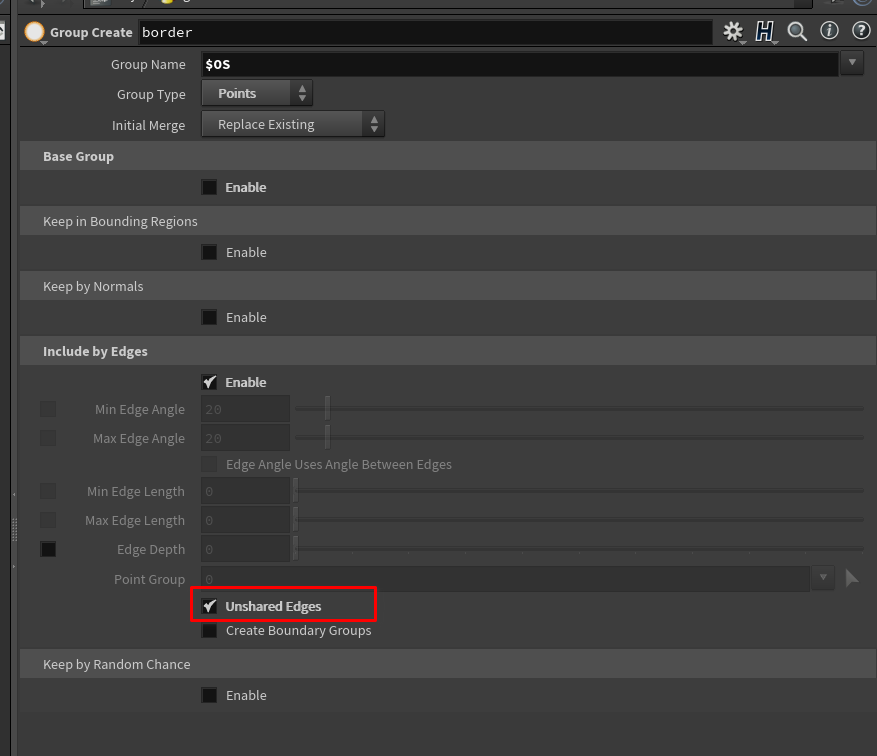 Group Create border
Group Name $OS
Group Type Points
Initial Merge Replace Existing
Base Group
Enable
Keep in Bounding Regions
Enable
Keep by Normals
Enable
Include by Edges
Enable
Min Edge Angle 20
Max Edge Angle 20
Edge Angle Uses Angle Between Edges
Min Edge Length 0
Max Edge Length 0
Edge Depth 0
Point Group 0
Unshared Edges
Create Boundary Groups
Keep by Random Chance
Enable